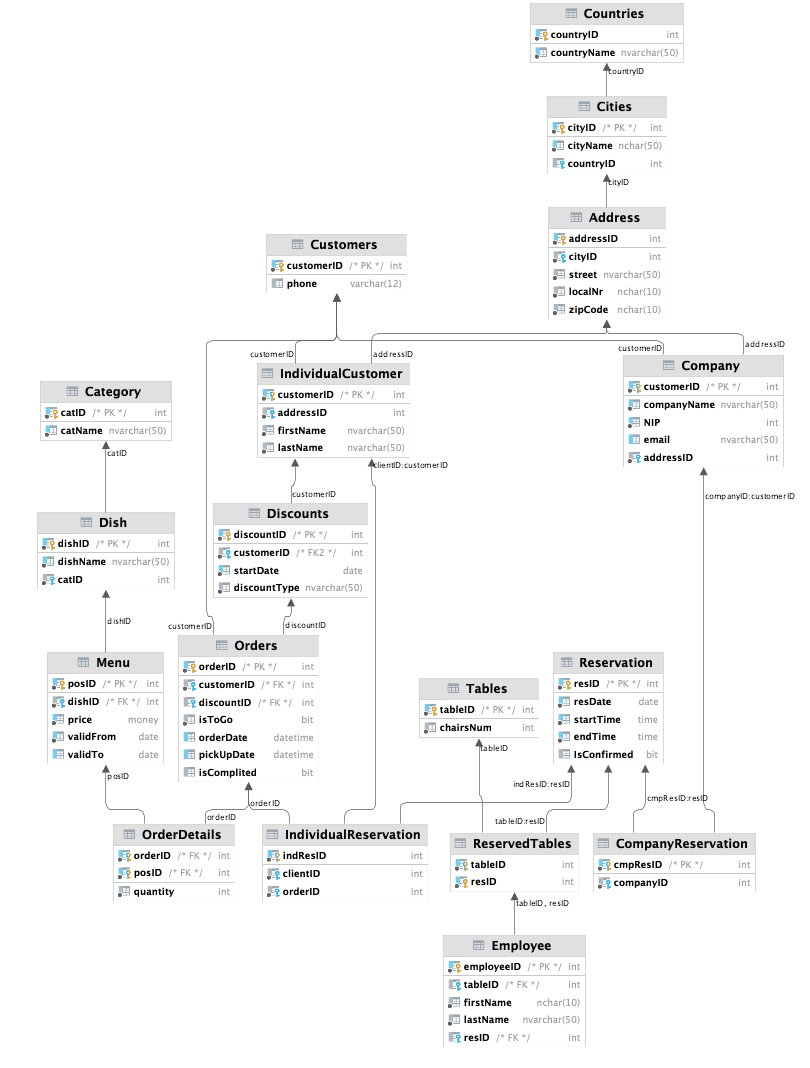 Countries
countryID int
countryName nvarchar(50)
countryID
Cities
cityID /* PK */ int
cityName nchar(50)
countryID int
cityID
Address
addressID int
cityID int
street nvarchar(50)
localNr nchar(10)
zipCode nchar(10)
Customers
customerID /* PK */ int
phone varchar(12)
customerID
addressID
customerID
addressID
IndividualCustomer
customerID /* PK */ int
addressID int
firstName nvarchar(50)
lastName nvarchar(50)
Company
customerID /* PK */ int
companyName nvarchar(50)
NIP int
email nvarchar(50)
addressID int
Category
catID /* PK */ int
catName nvarchar(50)
catID
clientID:customerID
customerID
companyID:customerID
Dish
dishID /* PK */ int
dishName nvarchar(50)
catID int
dishID
Discounts
discountID /* PK */ int
customerID /* FK2 */ int
startDate date
discountType nvarchar(50)
customerID
discountID
Menu
posID /* PK */ int
dishID /* FK */ int
price money
validFrom date
validTo date
posID
Orders
orderID /* PK */ int
customerID /* FK */ int
discountID /* FK */ int
isToGo bit
orderDate datetime
pickUpDate datetime
isComplited bit
orderID
orderID
Tables
tableID /* PK */ int
chairsNum int
tableID
Reservation
resID /* PK */ int
resDate date
startTime time
endTime time
IsConfirmed bit
indResID:resID
cmpResID:resID
tableID:resID
OrderDetails
orderID /* FK */ int
posID /* FK */ int
quantity int
IndividualReservation
indResID int
clientID int
orderID int
ReservedTables
tableID int
resID int
CompanyReservation
cmpResID /* PK */ int
companyID int
tableID, resID
Employee
employeeID /* PK */ int
tableID /* FK */ int
firstName nchar(10)
lastName nvarchar(50)
resID /* FK */ int